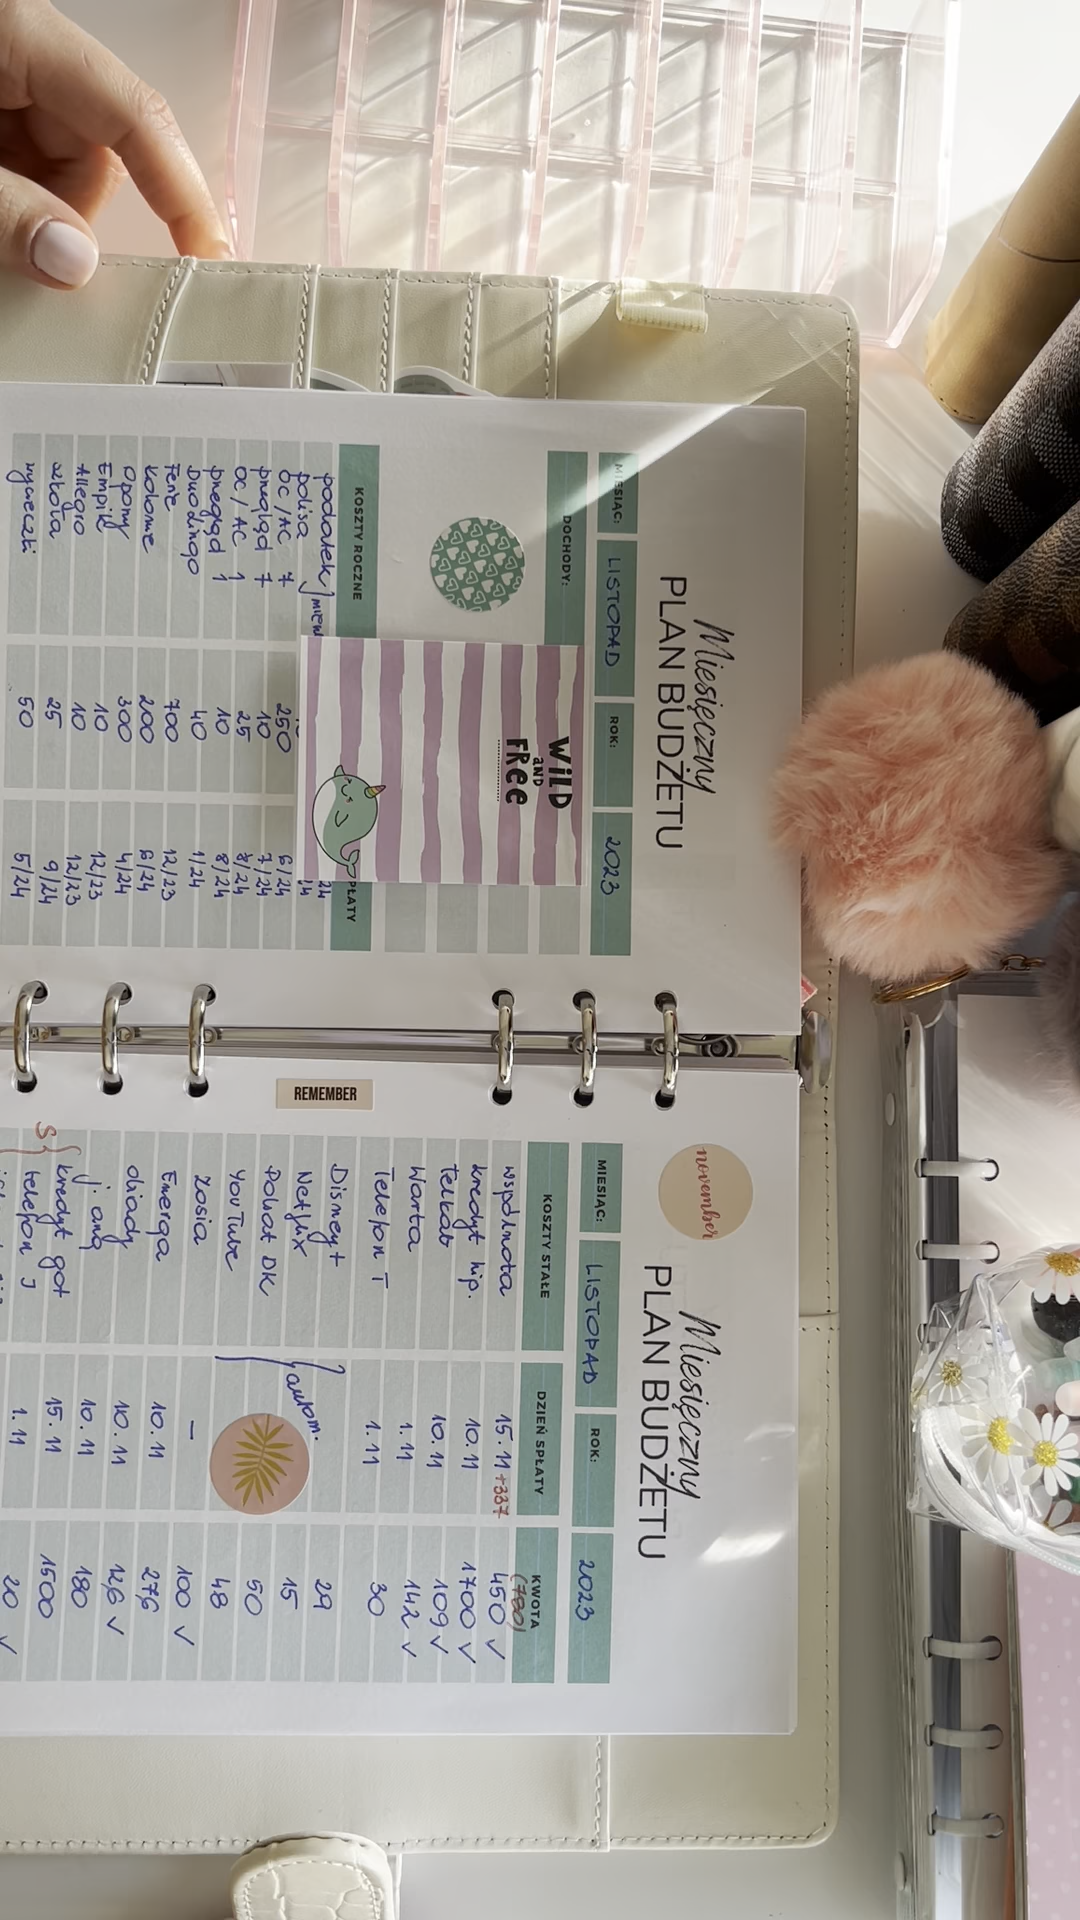 Miesięczny
PLAN BUDŻETU
MIESIĄC: LISTOPAD ROK: 2023
DOCHODY:
WILD
AND
FREE
KOSZTY ROCZNE PŁATY
podatek
polisa
OC/AC 7 250 6/24
przegląd 7 10 7/24
OC/AC 1 25 8/24
przegląd 1 10 8/24
Duolingo 40 1/24
Ferie 700 12/23
kolonie 200 6/24
Opony 300 4/24
Empik 10 12/23
Allegro 10 12/23
szkoła 25 9/24
wycieczki 50 5/24
REMEMBER
november
Miesięczny
PLAN BUDŻETU
MIESIĄC: LISTOPAD ROK: 2023
KOSZTY STAŁE DZIEŃ SPŁATY KWOTA
(780)
wspólnota 15.11 +337 450 ✓
kredyt hip. 10.11 1700 ✓
telkab 10.11 109 ✓
Warta 1.11 142 ✓
Telefon T 1.11 30
Disney+ 29
Netflix autom. 15
Polsat DK 50
YouTube 48
Zosia — 100 ✓
Emerga 10.11 276
obiady 10.11 126 ✓
j. ang 10.11 180
S kredyt got 15.11 1500
telefon J 1.11 20 ✓